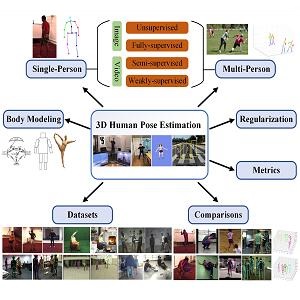 Image
Video
Unsupervised
Fully-supervised
Semi-supervised
Weakly-supervised
Single-Person
Multi-Person
Body Modeling
3D Human Pose Estimation
Regularization
Metrics
Datasets
Comparisons